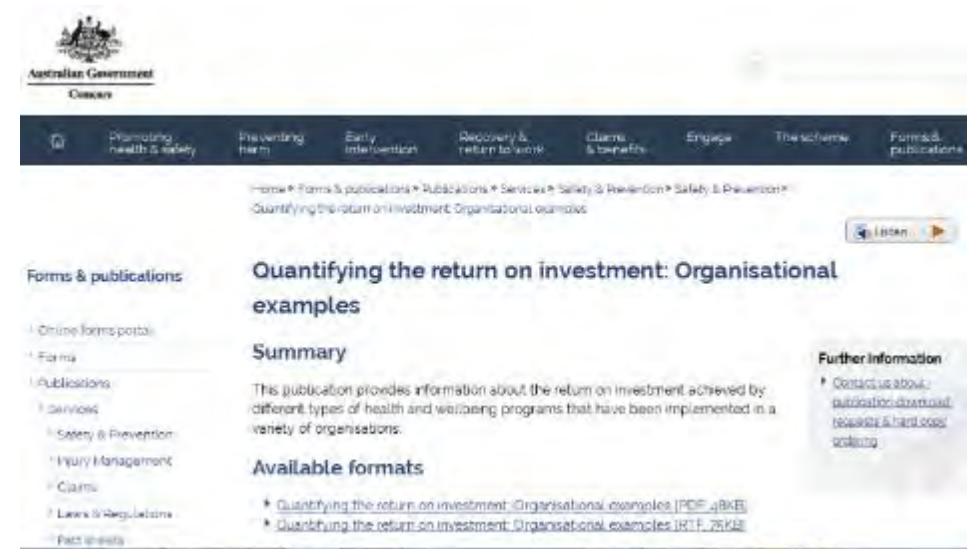 Australian Government
Comcare
Promoting health & safety
Preventing harm
Early intervention
Recovery & return to work
Claims & benefits
Engage
The scheme
Forms & publications
Home Forms & publications Publications Services Safety & Prevention Safety & Prevention
Quantifying the return on investment: Organisational examples
Listen
Forms & publications
Online forms portal
Forms
Publications
Services
Safety & Prevention
Injury Management
Claims
Laws & Regulations
Fact sheets
Quantifying the return on investment: Organisational
examples
Summary
This publication provides information about the return on investment achieved by
different types of health and wellbeing programs that have been implemented in a
variety of organisations.
Available formats
Quantifying the return on investment: Organisational examples [PDF, 48KB]
Quantifying the return on investment: Organisational examples [RTF, 75KB]
Further Information
Contact us about
publication download
requests & hard copy
ordering